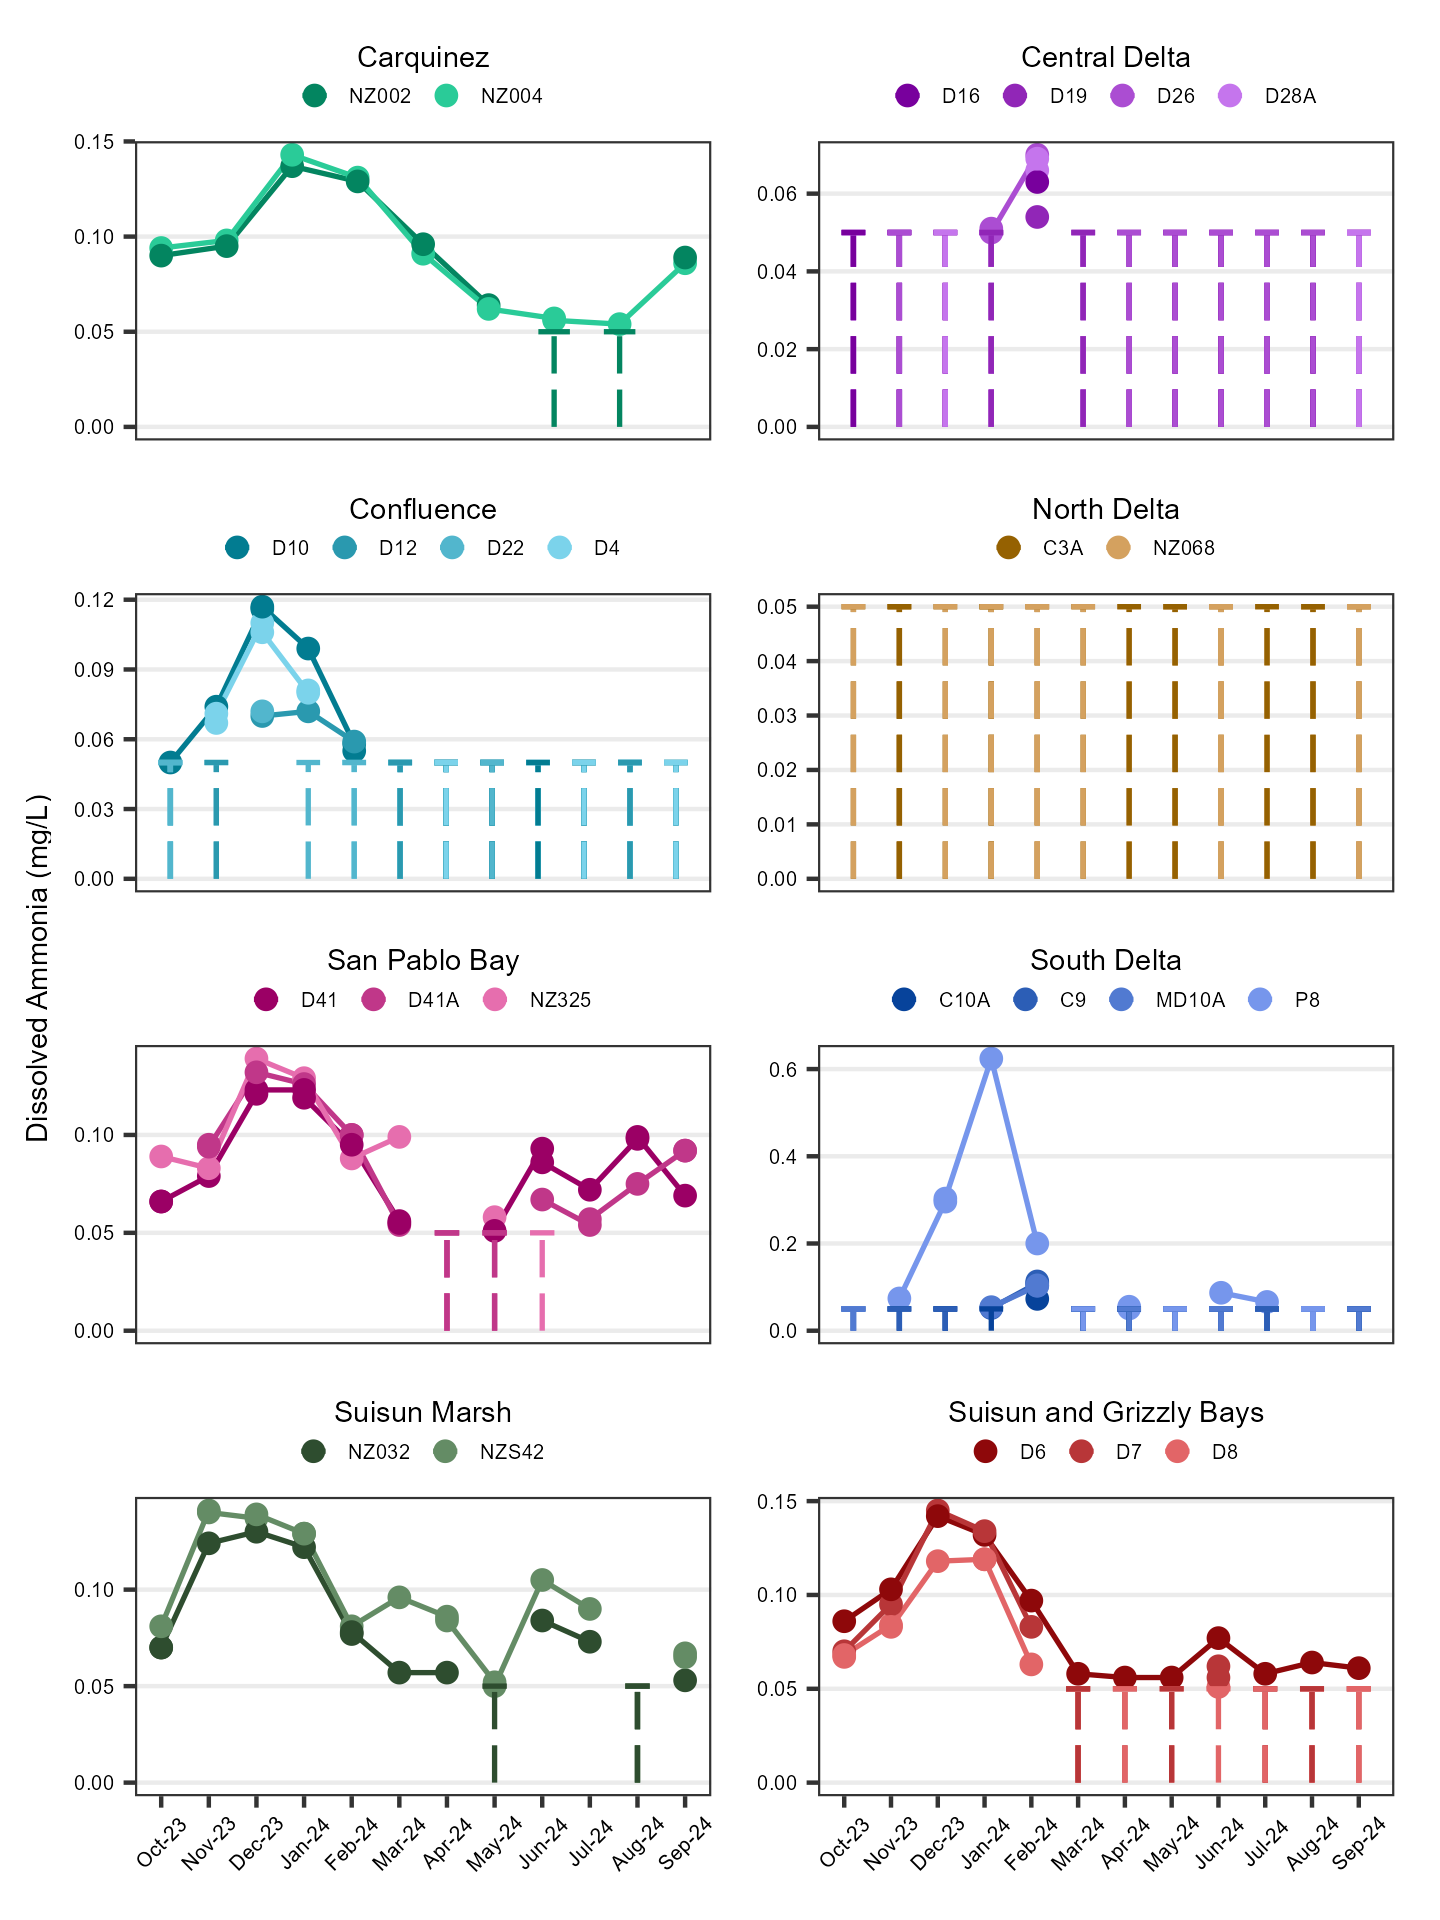 Dissolved Ammonia (mg/L)
Carquinez
NZ002 NZ004
0.15
0.10
0.05
0.00
Central Delta
D16 D19 D26 D28A
0.06
0.04
0.02
0.00
Confluence
D10 D12 D22 D4
0.12
0.09
0.06
0.03
0.00
North Delta
C3A NZ068
0.05
0.04
0.03
0.02
0.01
0.00
San Pablo Bay
D41 D41A NZ325
0.10
0.05
0.00
South Delta
C10A C9 MD10A P8
0.6
0.4
0.2
0.0
Suisun Marsh
NZ032 NZS42
0.10
0.05
0.00
Oct-23 Nov-23 Dec-23 Jan-24 Feb-24 Mar-24 Apr-24 May-24 Jun-24 Jul-24 Aug-24 Sep-24
Suisun and Grizzly Bays
D6 D7 D8
0.15
0.10
0.05
0.00
Oct-23 Nov-23 Dec-23 Jan-24 Feb-24 Mar-24 Apr-24 May-24 Jun-24 Jul-24 Aug-24 Sep-24